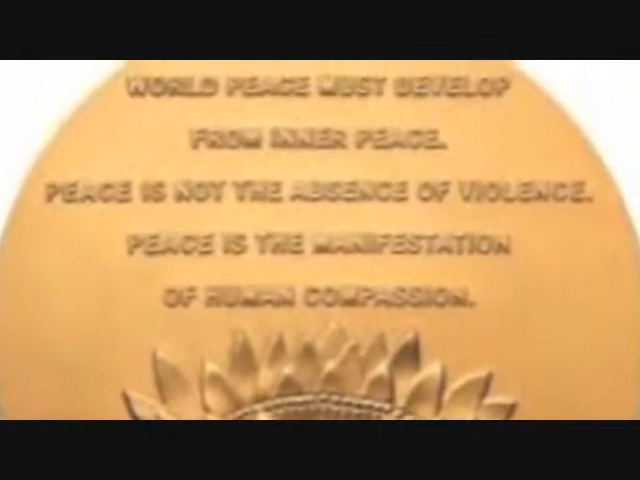 WORLD PEACE MUST DEVELOP
FROM INNER PEACE.
PEACE IS NOT THE ABSENCE OF VIOLENCE.
PEACE IS THE MANIFESTATION
OF HUMAN COMPASSION.